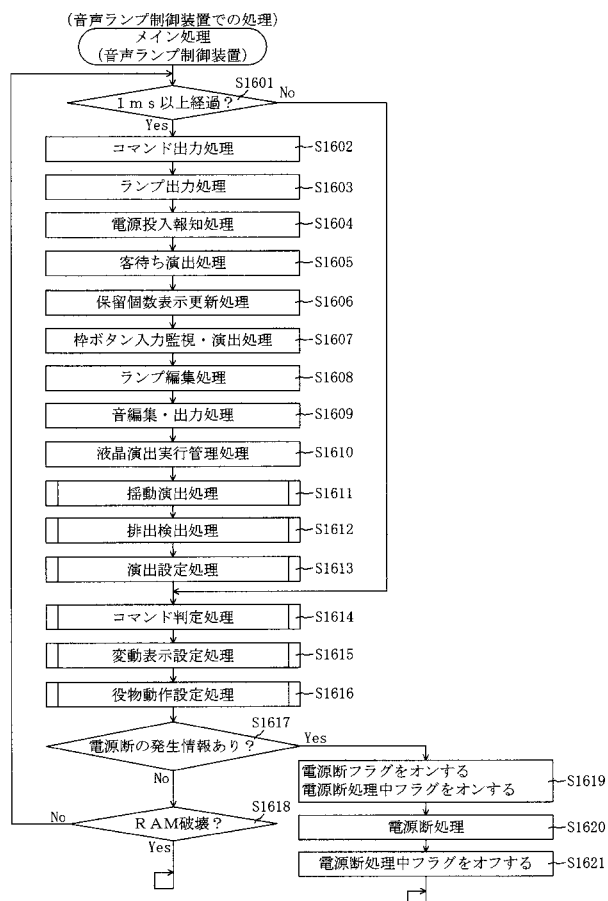 (音声ランプ制御装置での処理)
メイン処理
(音声ランプ制御装置)
S1601
1ms以上経過?
No
Yes
コマンド出力処理 S1602
ランプ出力処理 S1603
電源投入報知処理 S1604
客待ち演出処理 S1605
保留個数表示更新処理 S1606
枠ボタン入力監視・演出処理 S1607
ランプ編集処理 S1608
音編集・出力処理 S1609
液晶演出実行管理処理 S1610
揺動演出処理 S1611
排出検出処理 S1612
演出設定処理 S1613
コマンド判定処理 S1614
変動表示設定処理 S1615
役物動作設定処理 S1616
S1617
電源断の発生情報あり?
Yes
No
S1618
RAM破壊?
No
Yes
電源断フラグをオンする
電源断処理中フラグをオンする
S1619
電源断処理 S1620
電源断処理中フラグをオフする S1621